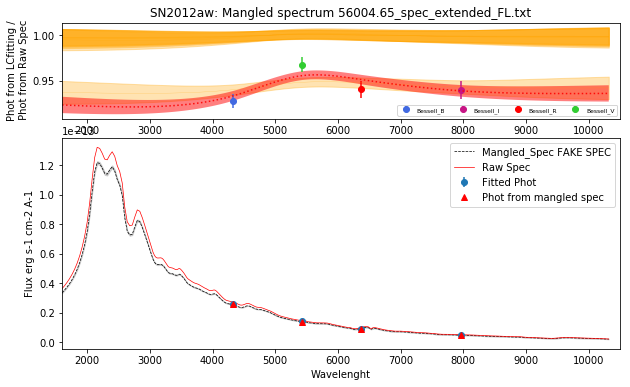 SN2012aw: Mangled spectrum 56004.65_spec_extended_FL.txt
Phot from LCfitting /
Phot from Raw Spec
1.00
0.95
Bessell_B
Bessell_I
Bessell_R
Bessell_V
2000 3000 4000 5000 6000 7000 8000 9000 10000
1e−13
Flux erg s-1 cm-2 A-1
1.2
1.0
0.8
0.6
0.4
0.2
0.0
Mangled_Spec FAKE SPEC
Raw Spec
Fitted Phot
Phot from mangled spec
2000 3000 4000 5000 6000 7000 8000 9000 10000
Wavelenght